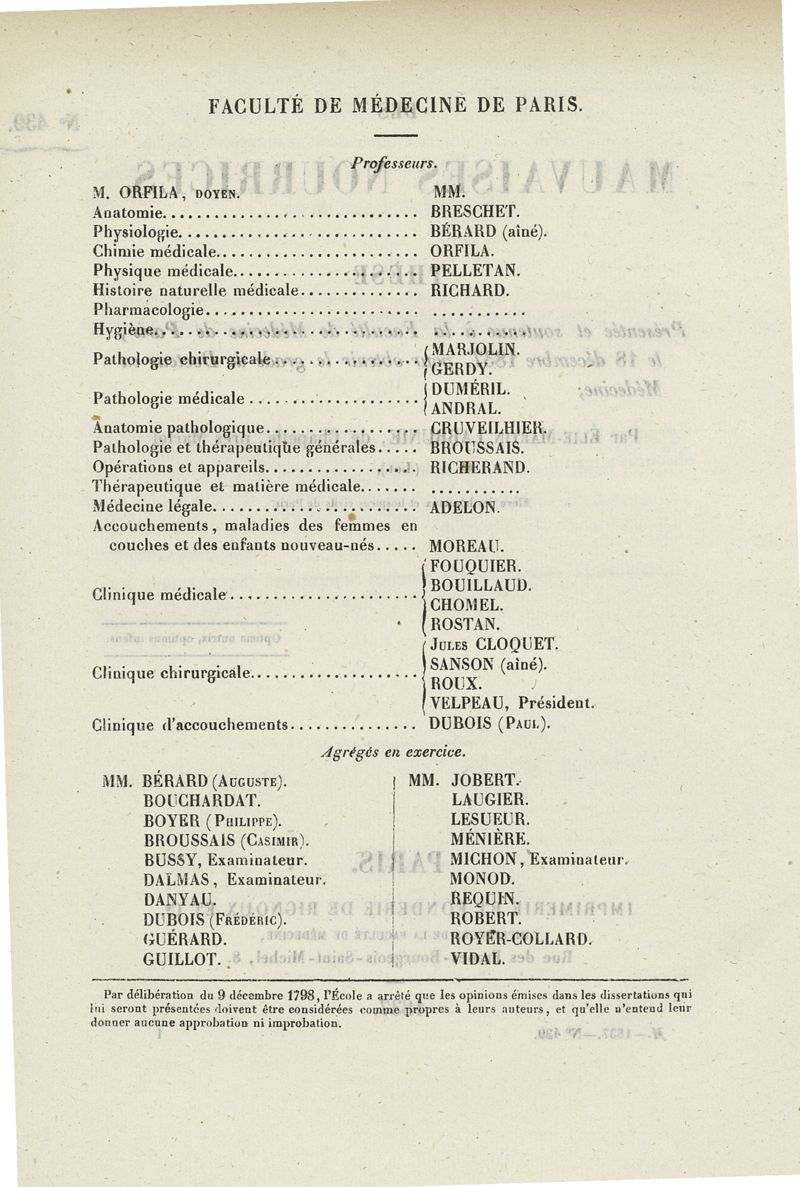 FACULTÉ DE MÉDECINE DE PARIS.
Professeurs.
M. ORFILA, DOYEN. MM.
Anatomie.............................. BRESCHET.
Physiologie............................ BÉRARD (aîné).
Chimie médicale........................ ORFILA.
Physique médicale...................... PELLETAN.
Histoire naturelle médicale.............. RICHARD.
Pharmacologie......................... ...........
Hygiène............................... ...........
Pathologie chirurgicale................. { MARJOLIN.
GERDY.
Pathologie médicale .................... { DUMÉRIL.
ANDRAL.
Anatomie pathologique.................. CRUVEILHIER.
Pathologie et thérapeutique générales..... BROUSSAIS.
Opérations et appareils.................. RICHERAND.
Thérapeutique et matière médicale....... ...........
Médecine légale........................ ADELON.
Accouchements, maladies des femmes en
couches et des enfants nouveau-nés..... MOREAU.
Clinique médicale...................... { FOUQUIER.
BOUILLAUD.
CHOMEL.
ROSTAN.
Clinique chirurgicale.................... { JULES CLOQUET.
SANSON (aîné).
ROUX.
VELPEAU, Président.
Clinique d'accouchements............... DUBOIS (PAUL).
Agrégés en exercice.
MM. BÉRARD (AUGUSTE).
BOUCHARDAT.
BOYER (PHILIPPE).
BROUSSAIS (CASIMIR).
BUSSY, Examinateur.
DALMAS, Examinateur.
DANYAU.
DUBOIS (FRÉDÉRIC).
GUÉRARD.
GUILLOT.
MM. JOBERT.
LAUGIER.
LESUEUR.
MÉNIÈRE.
MICHON, Examinateur.
MONOD.
REQUIN.
ROBERT.
ROYER-COLLARD.
VIDAL.
Par délibération du 9 décembre 1798, l'École a arrêté que les opinions émises dans les dissertations qui
lui seront présentées doivent être considérées comme propres à leurs auteurs, et qu'elle n'entend leur
donner aucune approbation ni improbation.